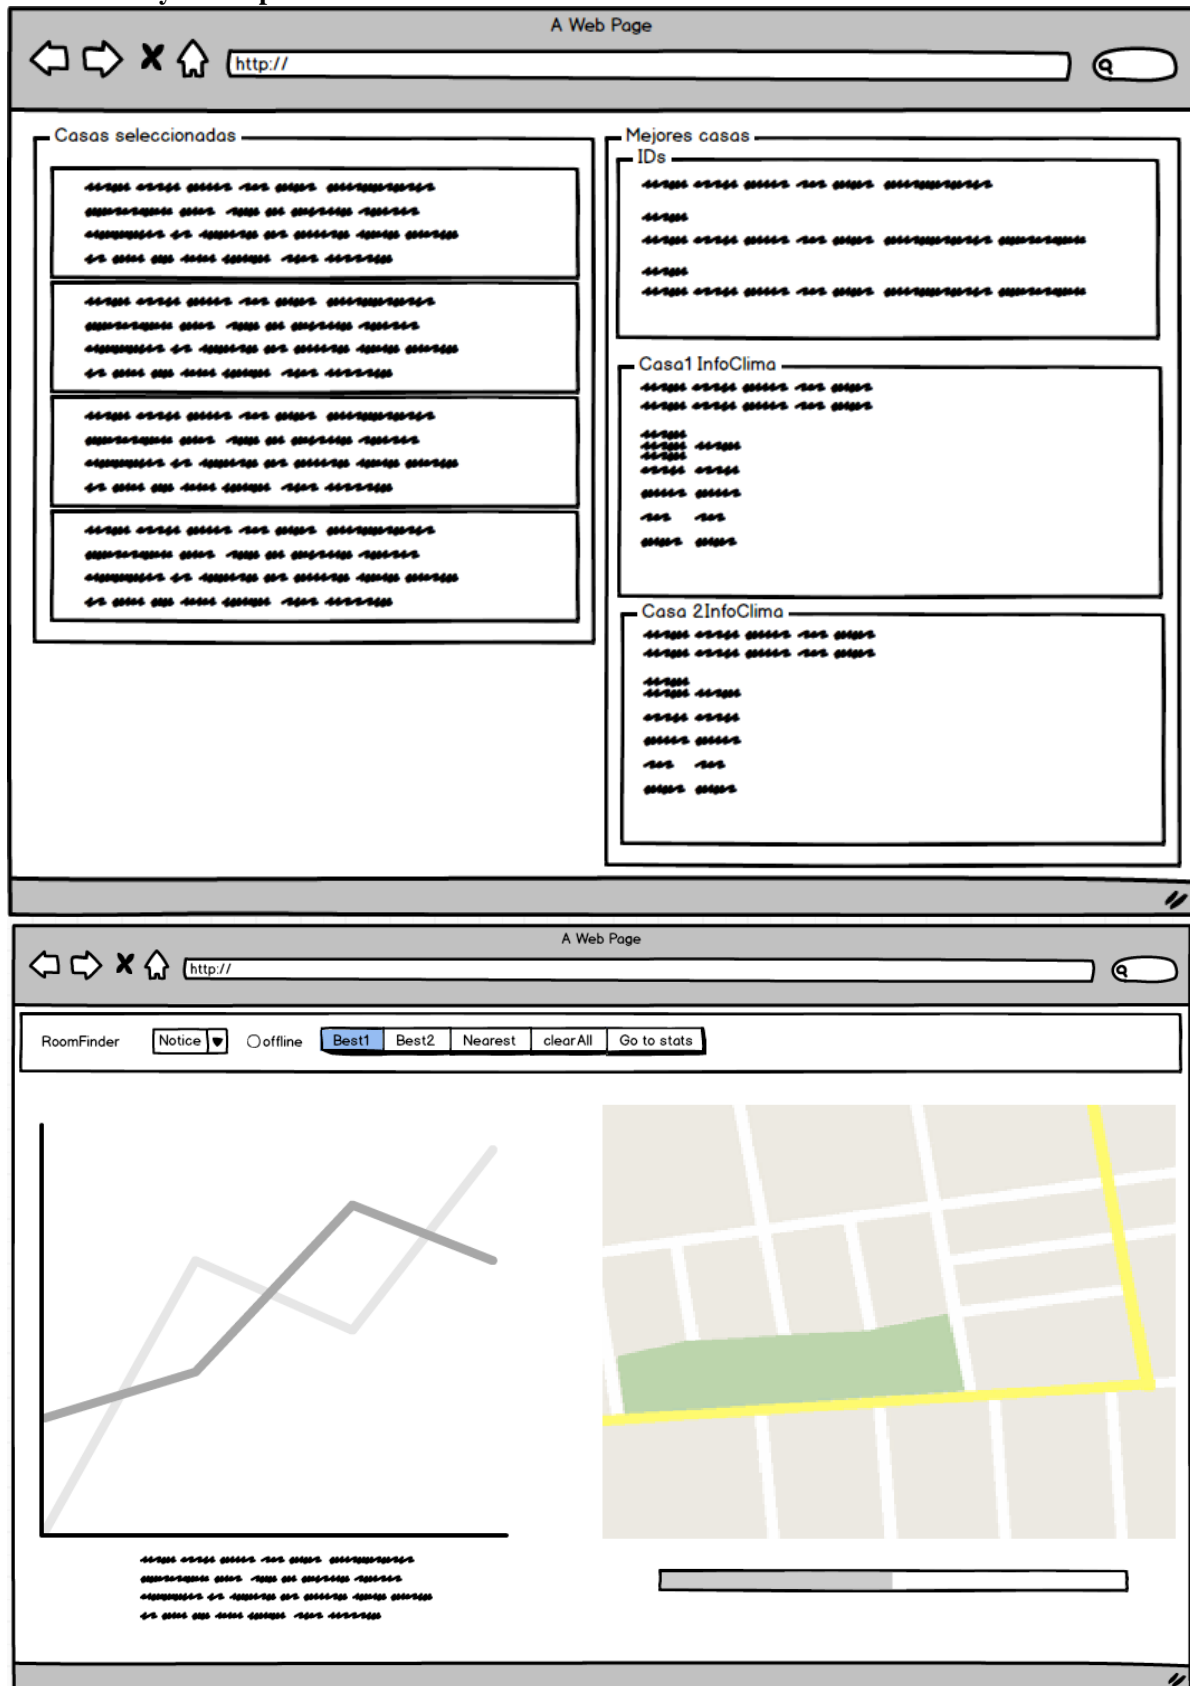 A Web Page
http://
Casas seleccionadas
Mejores casas
IDs
Casa1 InfoClima
Casa 2InfoClima
A Web Page
http://
RoomFinder Notice offline Best1 Best2 Nearest clearAll Go to stats